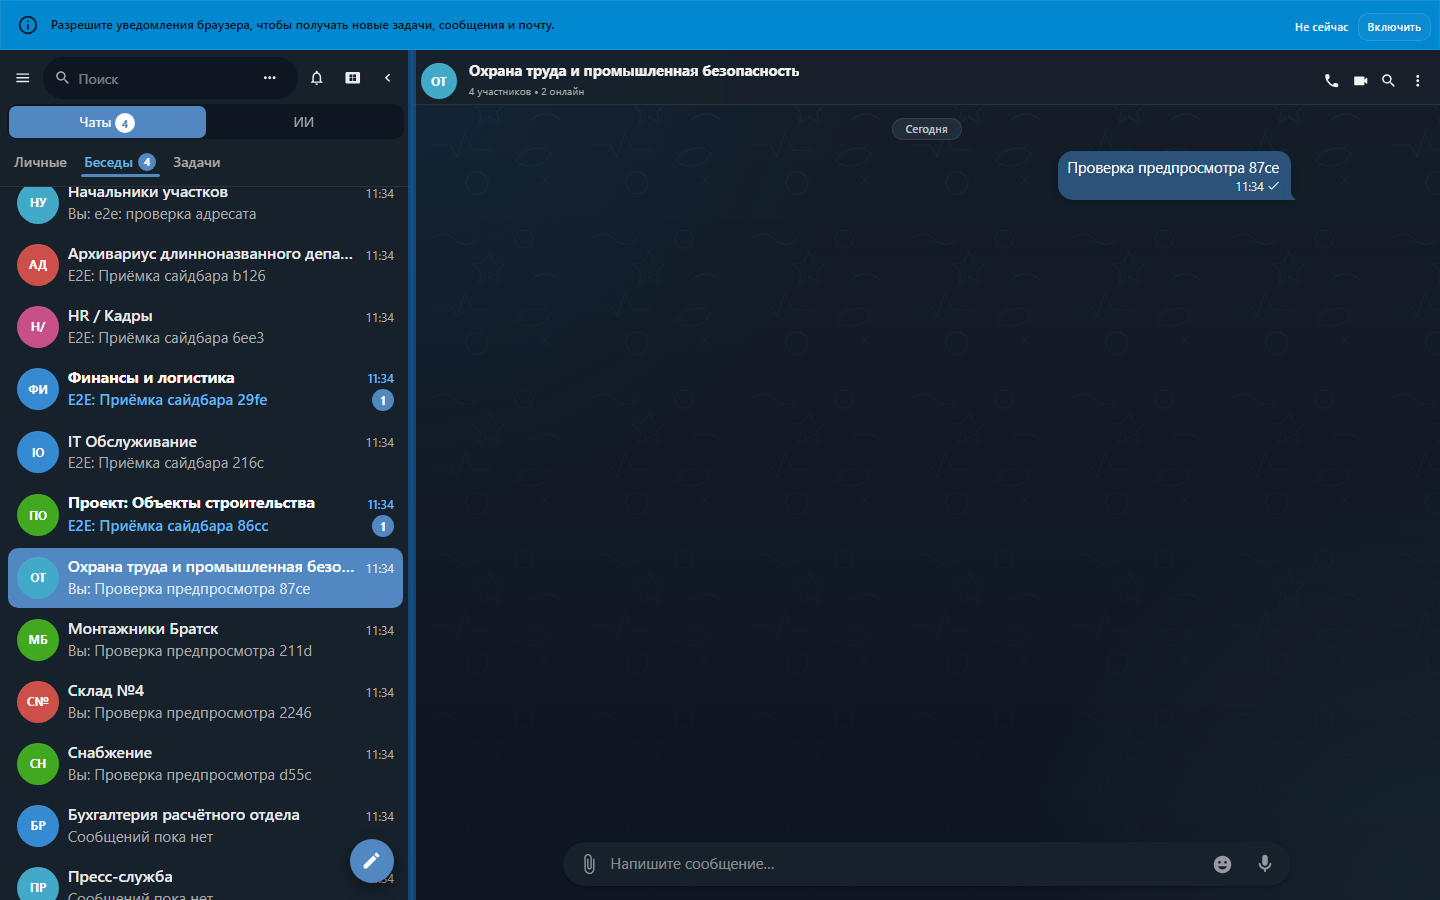 Разрешите уведомления браузера, чтобы получать новые задачи, сообщения и почту.
Не сейчас
Включить
Поиск
Чаты 4
ИИ
Личные
Беседы 4
Задачи
НУ
Начальники участков
11:34
Вы: e2e: проверка адресата
АД
Архивариус длинноназванного депа...
11:34
E2E: Приёмка сайдбара b126
H/
HR / Кадры
11:34
E2E: Приёмка сайдбара 6ee3
ФИ
Финансы и логистика
11:34
E2E: Приёмка сайдбара 29fe
1
IO
IT Обслуживание
11:34
E2E: Приёмка сайдбара 216c
ПО
Проект: Объекты строительства
11:34
E2E: Приёмка сайдбара 86cc
1
ОТ
Охрана труда и промышленная безо...
11:34
Вы: Проверка предпросмотра 87ce
МБ
Монтажники Братск
11:34
Вы: Проверка предпросмотра 211d
С№
Склад №4
11:34
Вы: Проверка предпросмотра 2246
СН
Снабжение
11:34
Вы: Проверка предпросмотра d55c
БР
Бухгалтерия расчётного отдела
11:34
Сообщений пока нет
ПР
Пресс-служба
Сообщений пока нет
ОТ
Охрана труда и промышленная безопасность
4 участников • 2 онлайн
Сегодня
Проверка предпросмотра 87ce
11:34
Напишите сообщение...